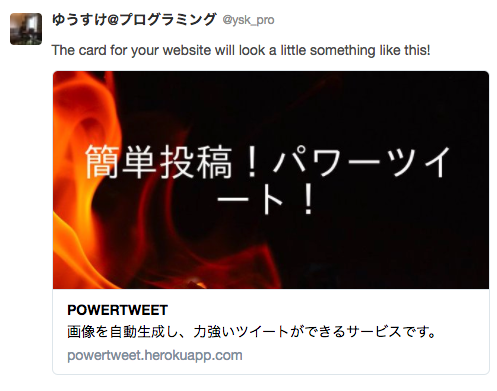 ゆうすけ@プログラミング @ysk_pro
The card for your website will look a little something like this!
簡単投稿！パワーツイ
ート！
POWERTWEET
画像を自動生成し、力強いツイートができるサービスです。
powertweet.herokuapp.com